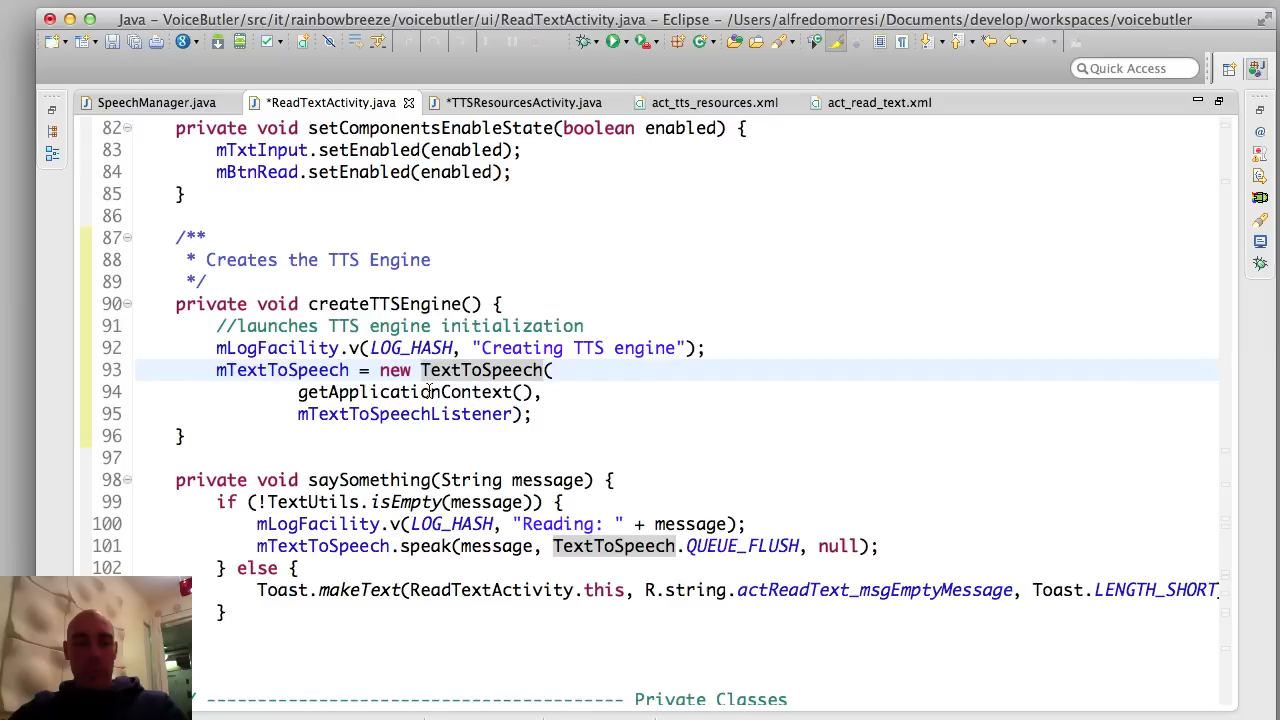 Java - VoiceButler/src/it/rainbowbreeze/voicebutler/ui/ReadTextActivity.java - Eclipse - /Users/alfredomorresi/Documents/develop/workspaces/voicebutler
Quick Access
SpeechManager.java
*ReadTextActivity.java
*TTSResourcesActivity.java
act_tts_resources.xml
act_read_text.xml
82 private void setComponentsEnableState(boolean enabled) {
83 mTxtInput.setEnabled(enabled);
84 mBtnRead.setEnabled(enabled);
85 }
86
87 /**
88 * Creates the TTS Engine
89 */
90 private void createTTSEngine() {
91 //launches TTS engine initialization
92 mLogFacility.v(LOG_HASH, "Creating TTS engine");
93 mTextToSpeech = new TextToSpeech(
94 getApplicationContext(),
95 mTextToSpeechListener);
96 }
97
98 private void saySomething(String message) {
99 if (!TextUtils.isEmpty(message)) {
100 mLogFacility.v(LOG_HASH, "Reading: " + message);
101 mTextToSpeech.speak(message, TextToSpeech.QUEUE_FLUSH, null);
102 } else {
Toast.makeText(ReadTextActivity.this, R.string.actReadText_msgEmptyMessage, Toast.LENGTH_SHORT
}
/ ----------------------------------------- Private Classes